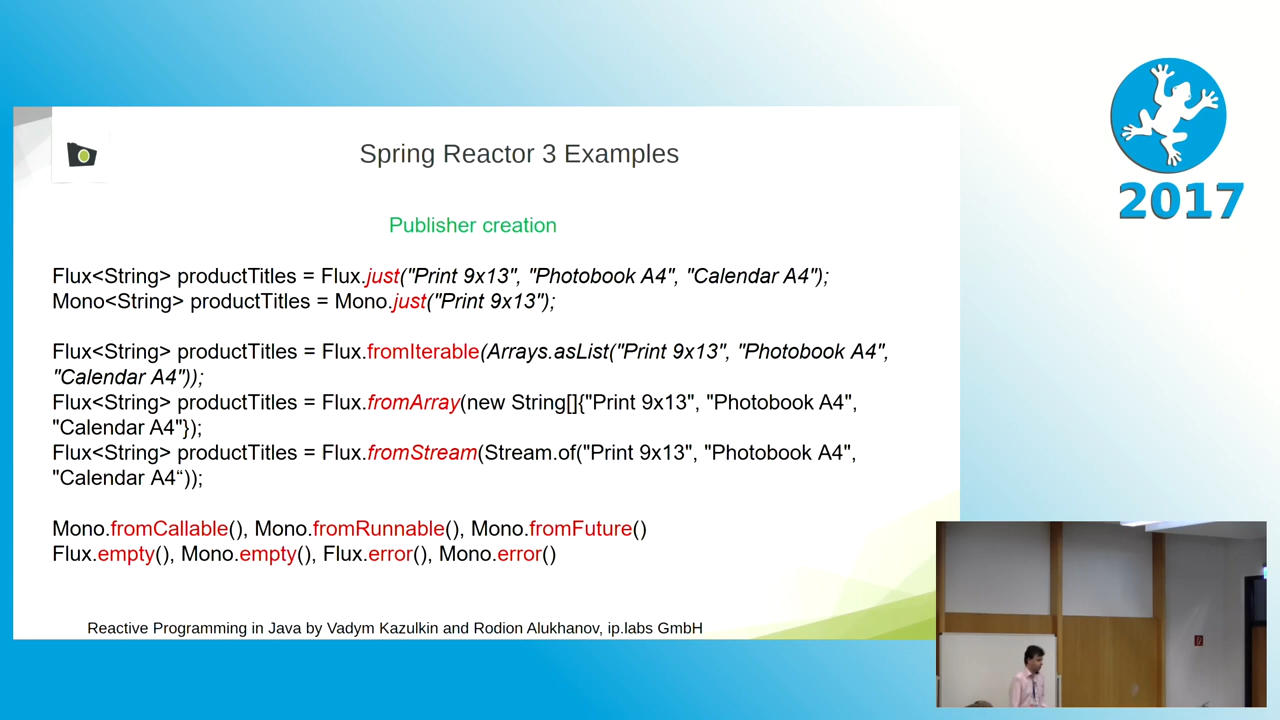 Spring Reactor 3 Examples
2017
Publisher creation
Flux<String> productTitles = Flux.just("Print 9x13", "Photobook A4", "Calendar A4");
Mono<String> productTitles = Mono.just("Print 9x13");
Flux<String> productTitles = Flux.fromIterable(Arrays.asList("Print 9x13", "Photobook A4",
"Calendar A4"));
Flux<String> productTitles = Flux.fromArray(new String[]{"Print 9x13", "Photobook A4",
"Calendar A4"});
Flux<String> productTitles = Flux.fromStream(Stream.of("Print 9x13", "Photobook A4",
"Calendar A4“));
Mono.fromCallable(), Mono.fromRunnable(), Mono.fromFuture()
Flux.empty(), Mono.empty(), Flux.error(), Mono.error()
Reactive Programming in Java by Vadym Kazulkin and Rodion Alukhanov, ip.labs GmbH